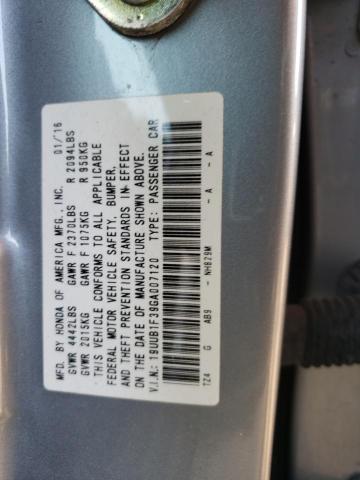 MFD. BY HONDA OF AMERICA MFG., INC. 01/16
GVWR 4442LBS GAWR F 2370LBS R 2094LBS
GVWR 2015KG GAWR F 1075KG R 950KG
THIS VEHICLE CONFORMS TO ALL APPLICABLE
FEDERAL MOTOR VEHICLE SAFETY, BUMPER,
AND THEFT PREVENTION STANDARDS IN EFFECT
ON THE DATE OF MANUFACTURE SHOWN ABOVE.
V.I.N.: 19UUB1F39GA007120 TYPE: PASSENGER CAR
TZ4 G AB9 - NH829M - A - A